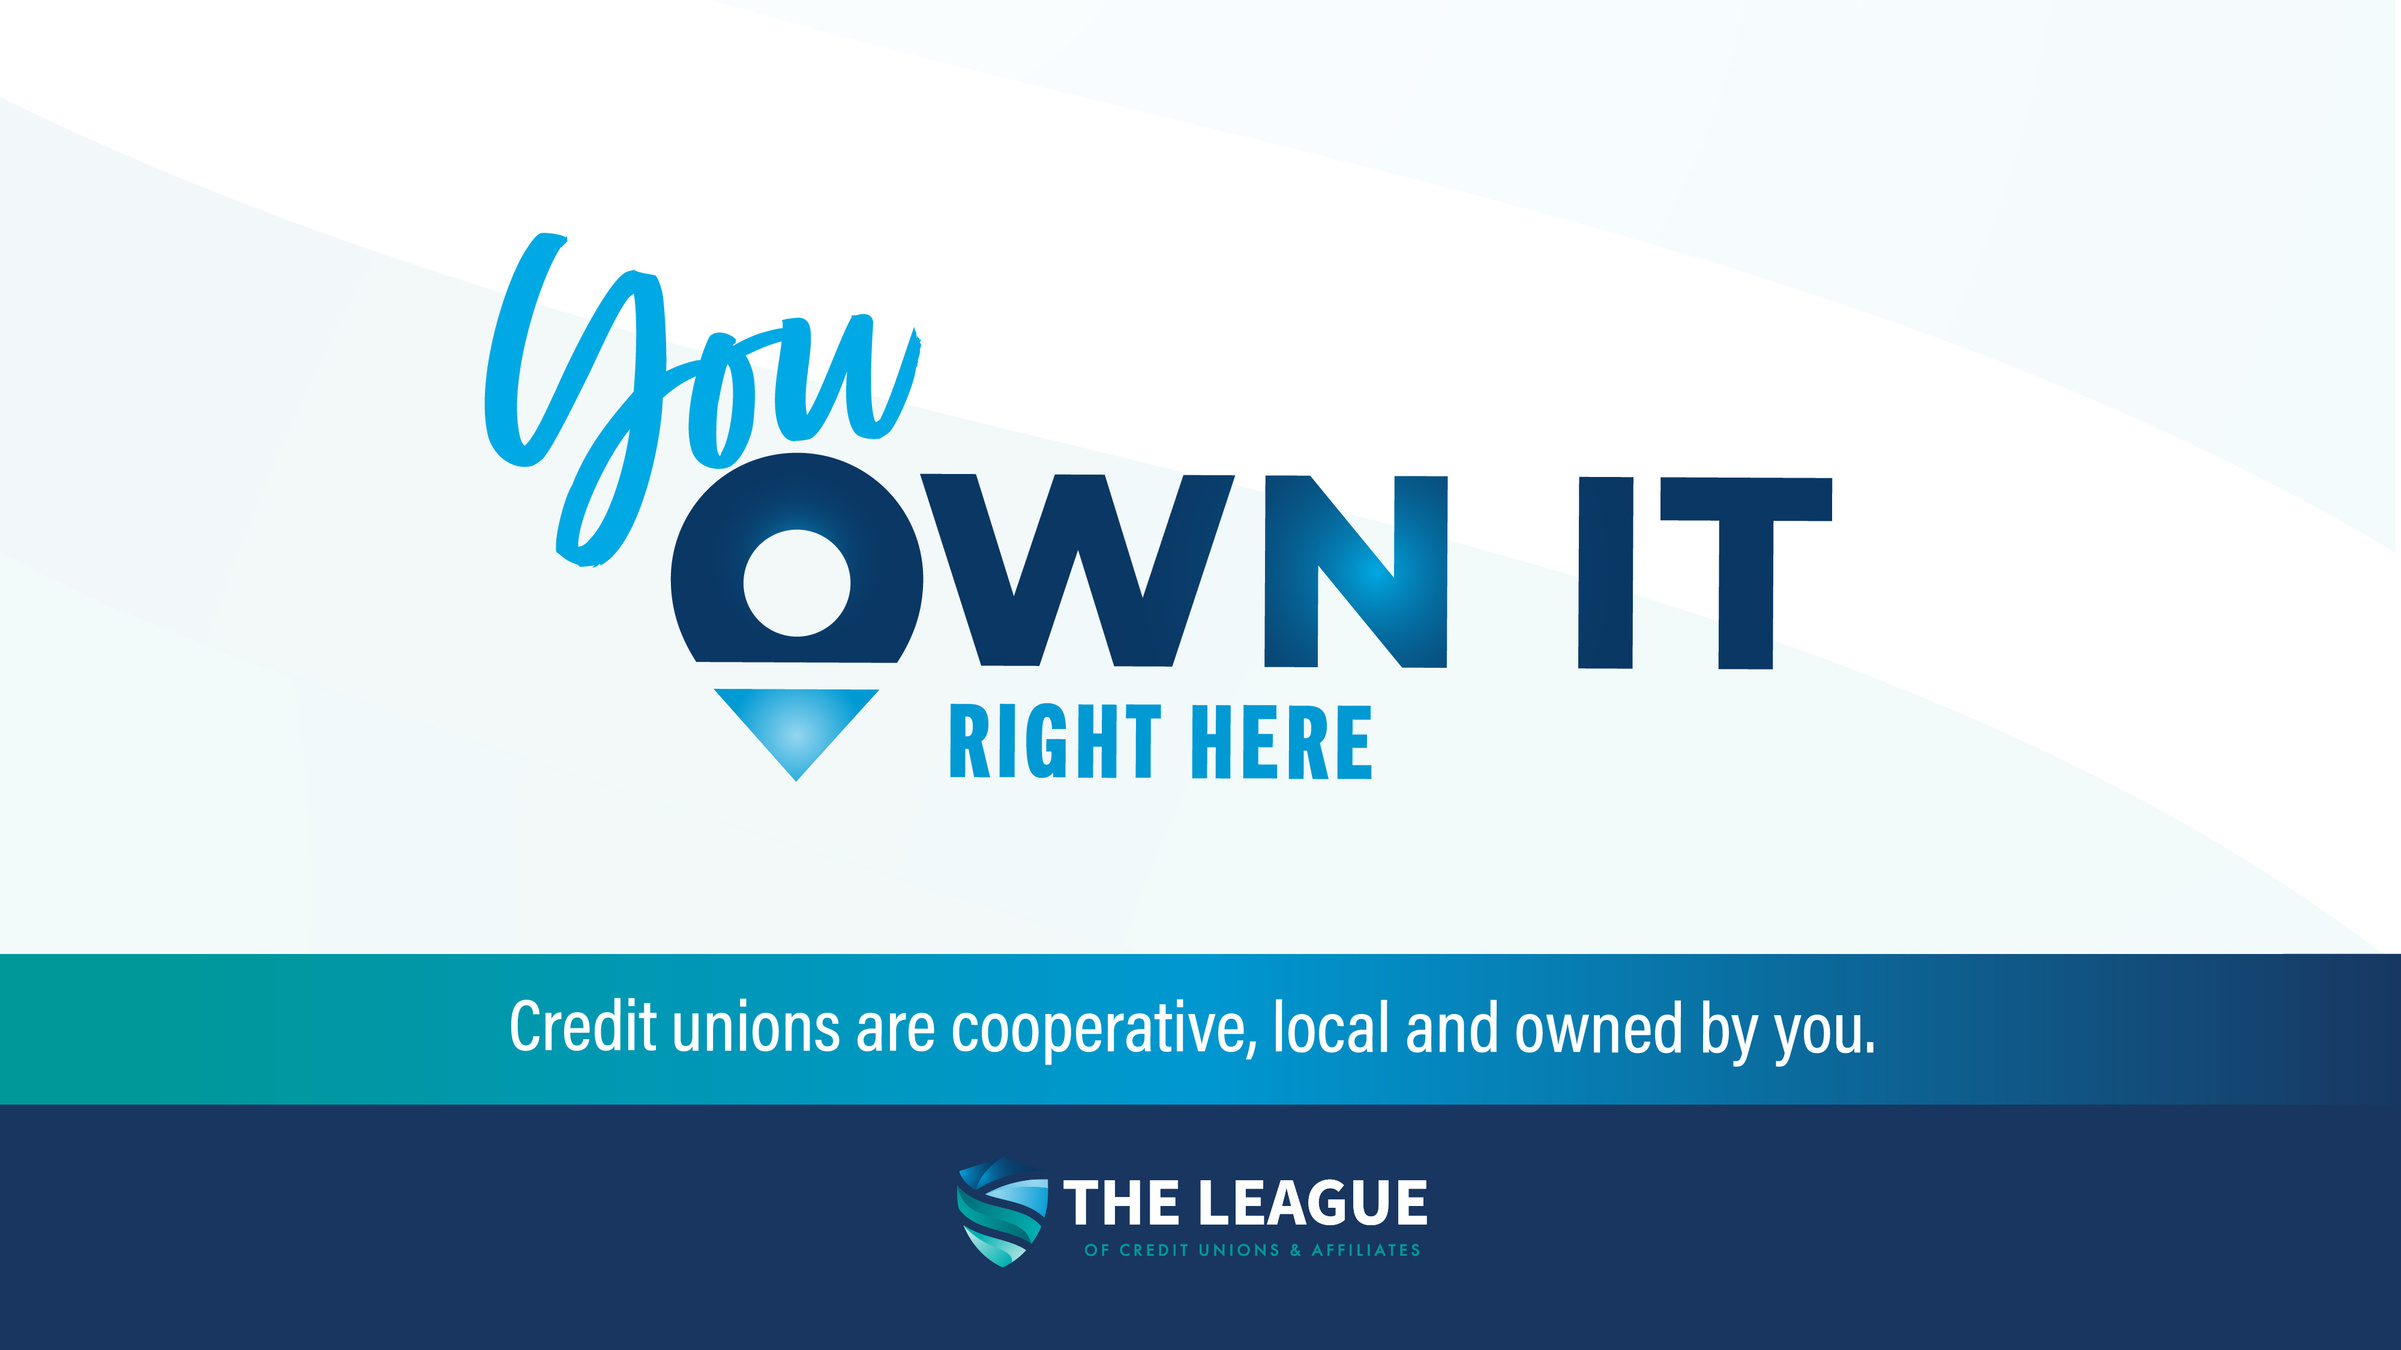 You
OWN IT
RIGHT HERE
Credit unions are cooperative, local and owned by you.
THE LEAGUE
OF CREDIT UNIONS & AFFILIATES